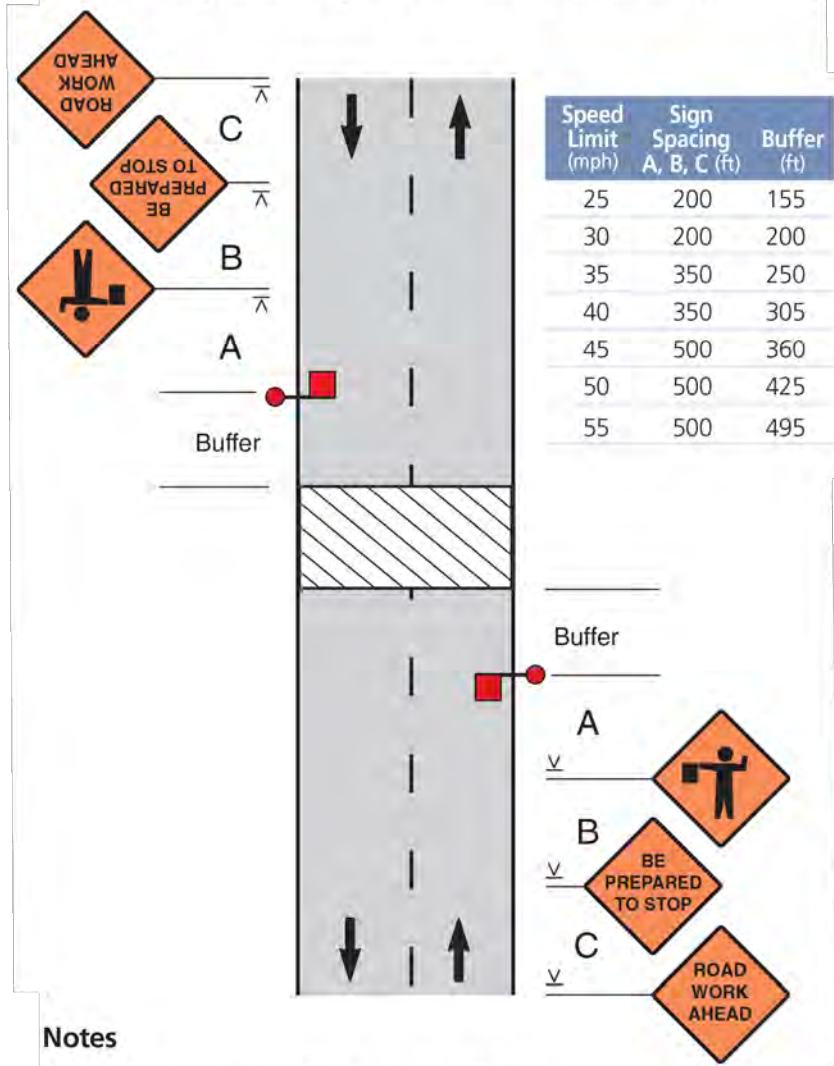 ROAD
WORK
AHEAD
C
BE
PREPARED
TO STOP
B
A
Buffer
Speed Limit (mph) Sign Spacing A, B, C (ft) Buffer (ft)
25 200 155
30 200 200
35 350 250
40 350 305
45 500 360
50 500 425
55 500 495
Buffer
A
B
BE
PREPARED
TO STOP
C
ROAD
WORK
AHEAD
Notes